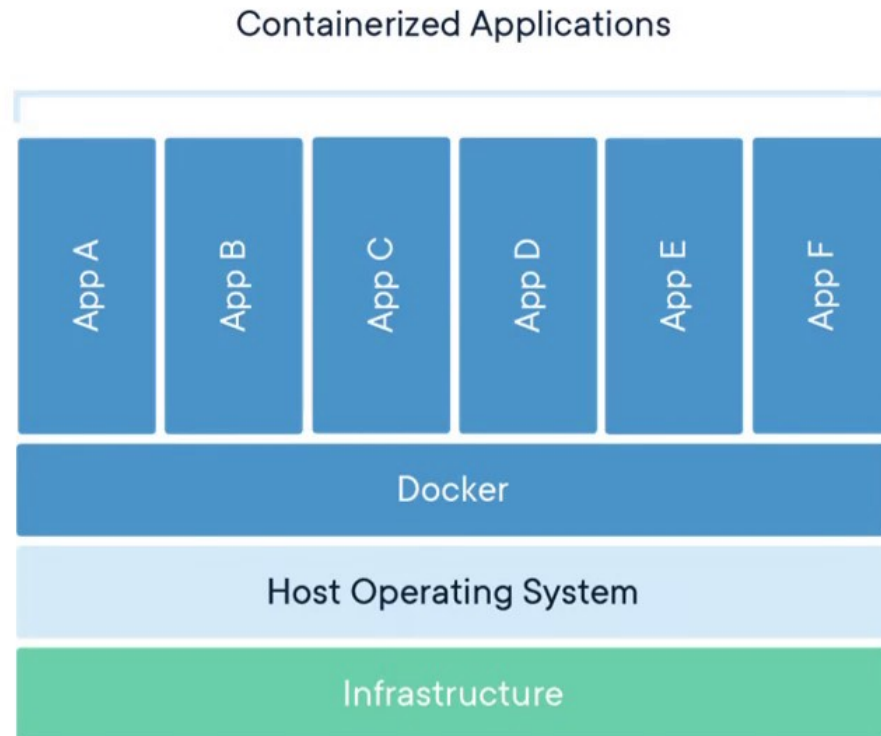 Containerized Applications
App A
App B
App C
App D
App E
App F
Docker
Host Operating System
Infrastructure